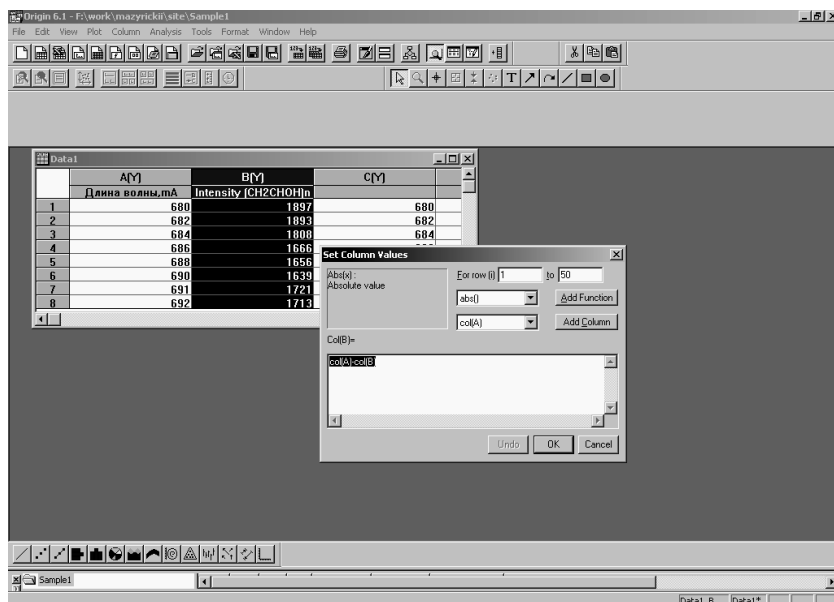 Origin 6.1 - F:\work\mazyrickii\site\Sample1
File Edit View Plot Column Analysis Tools Format Window Help
Data1
A[Y] B[Y] C[Y]
Длина волны,mA Intensity [CH2CHOH]n
1 680 1897 680
2 682 1893 682
3 684 1808 684
4 686 1666
5 688 1656
6 690 1639
7 691 1721
8 692 1713
Set Column Values
Abs(x) :
Absolute value
For row (i) 1 to 50
abs() Add Function
col(A) Add Column
Col(B)=
col(A)-col(B)
Undo OK Cancel
Sample1
Data1_B Data1*